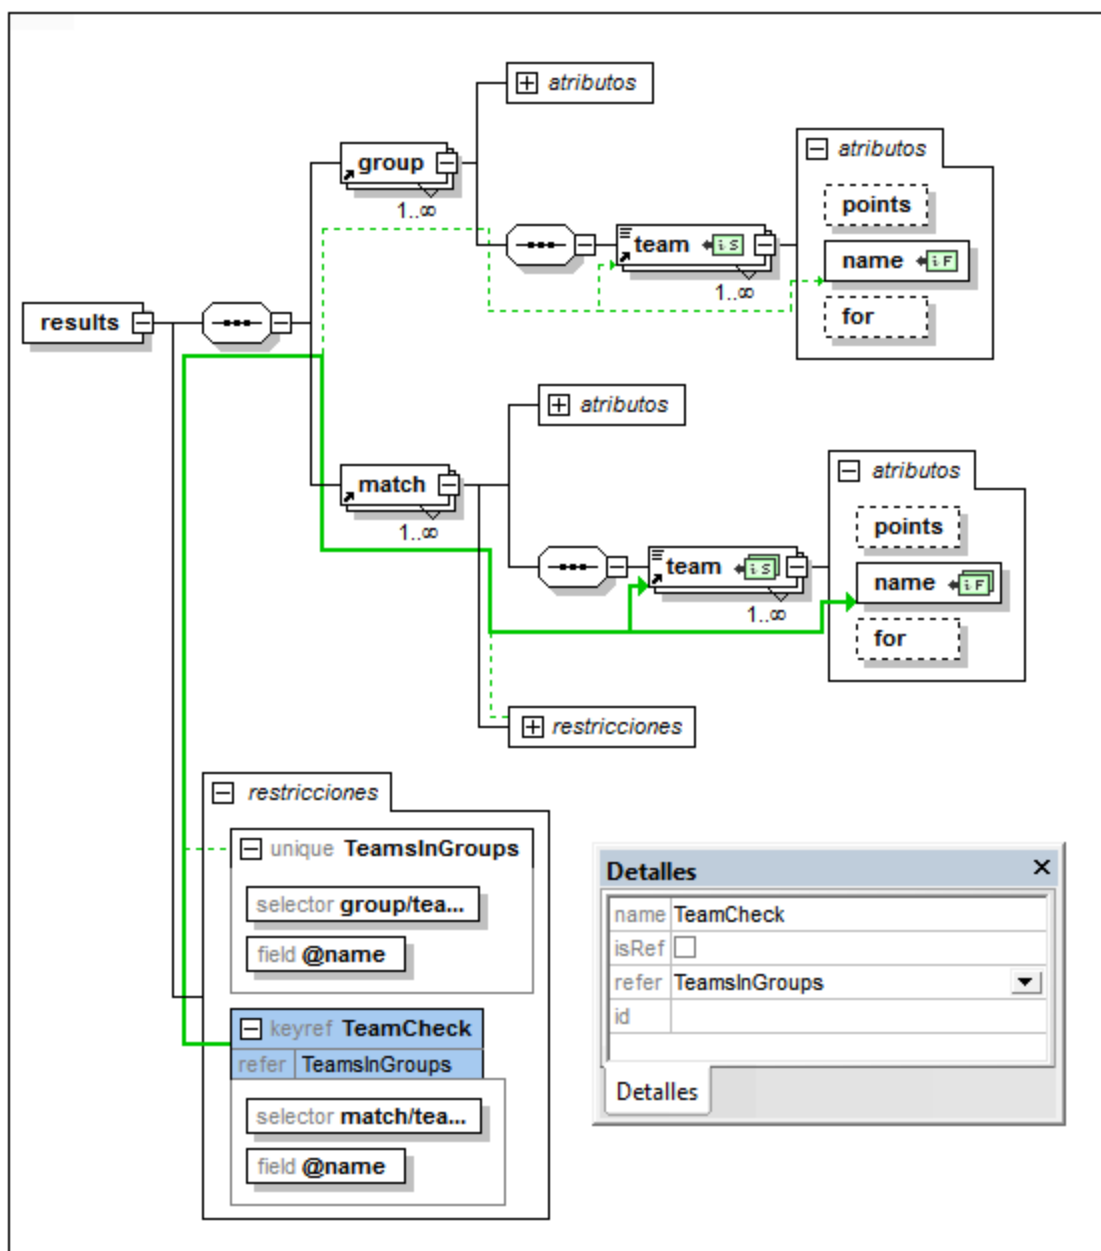 atributos
group
1..∞
atributos
points
team
i S
name
i F
for
1..∞
results
atributos
match
1..∞
atributos
points
team
i S
name
i F
for
1..∞
restricciones
restricciones
unique TeamsInGroups
selector group/tea...
field @name
keyref TeamCheck
refer TeamsInGroups
selector match/tea...
field @name
Detalles
name TeamCheck
isRef
refer TeamsInGroups
id
Detalles